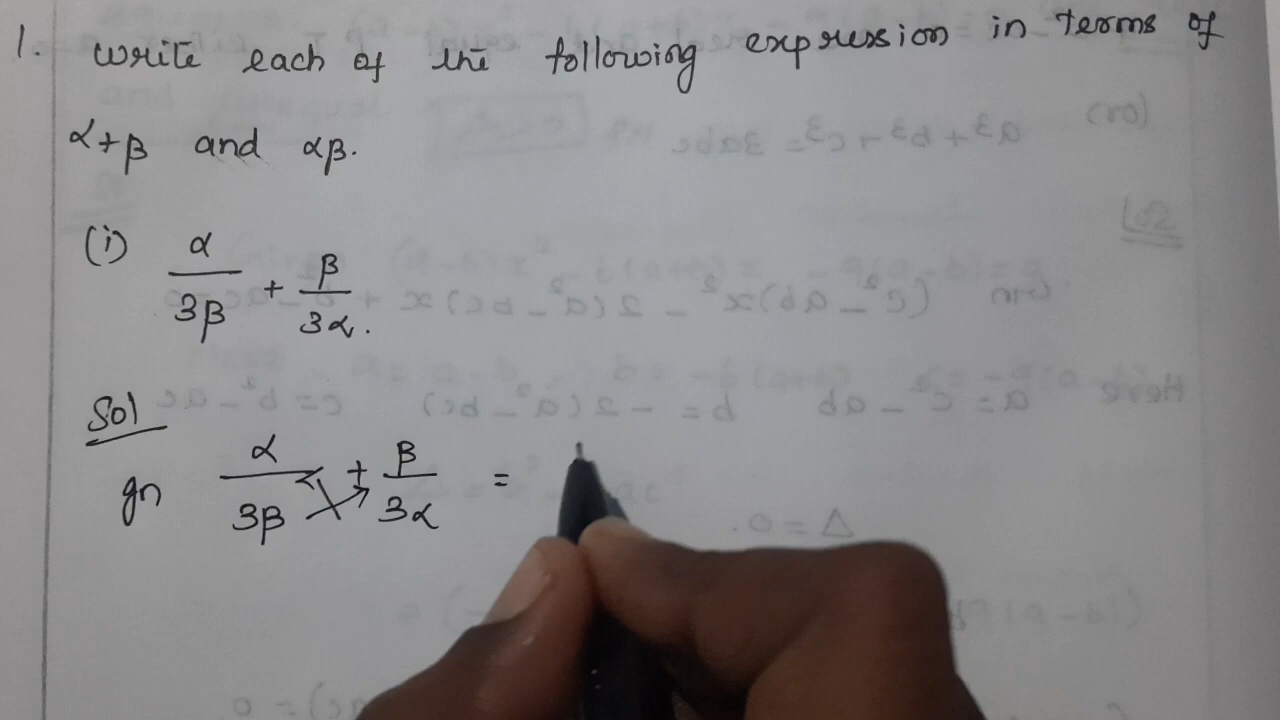 1. write each of the following expression in terms of
α+β and αβ.
(i) α/3β + β/3α.
Sol
gn α/3β + β/3α =